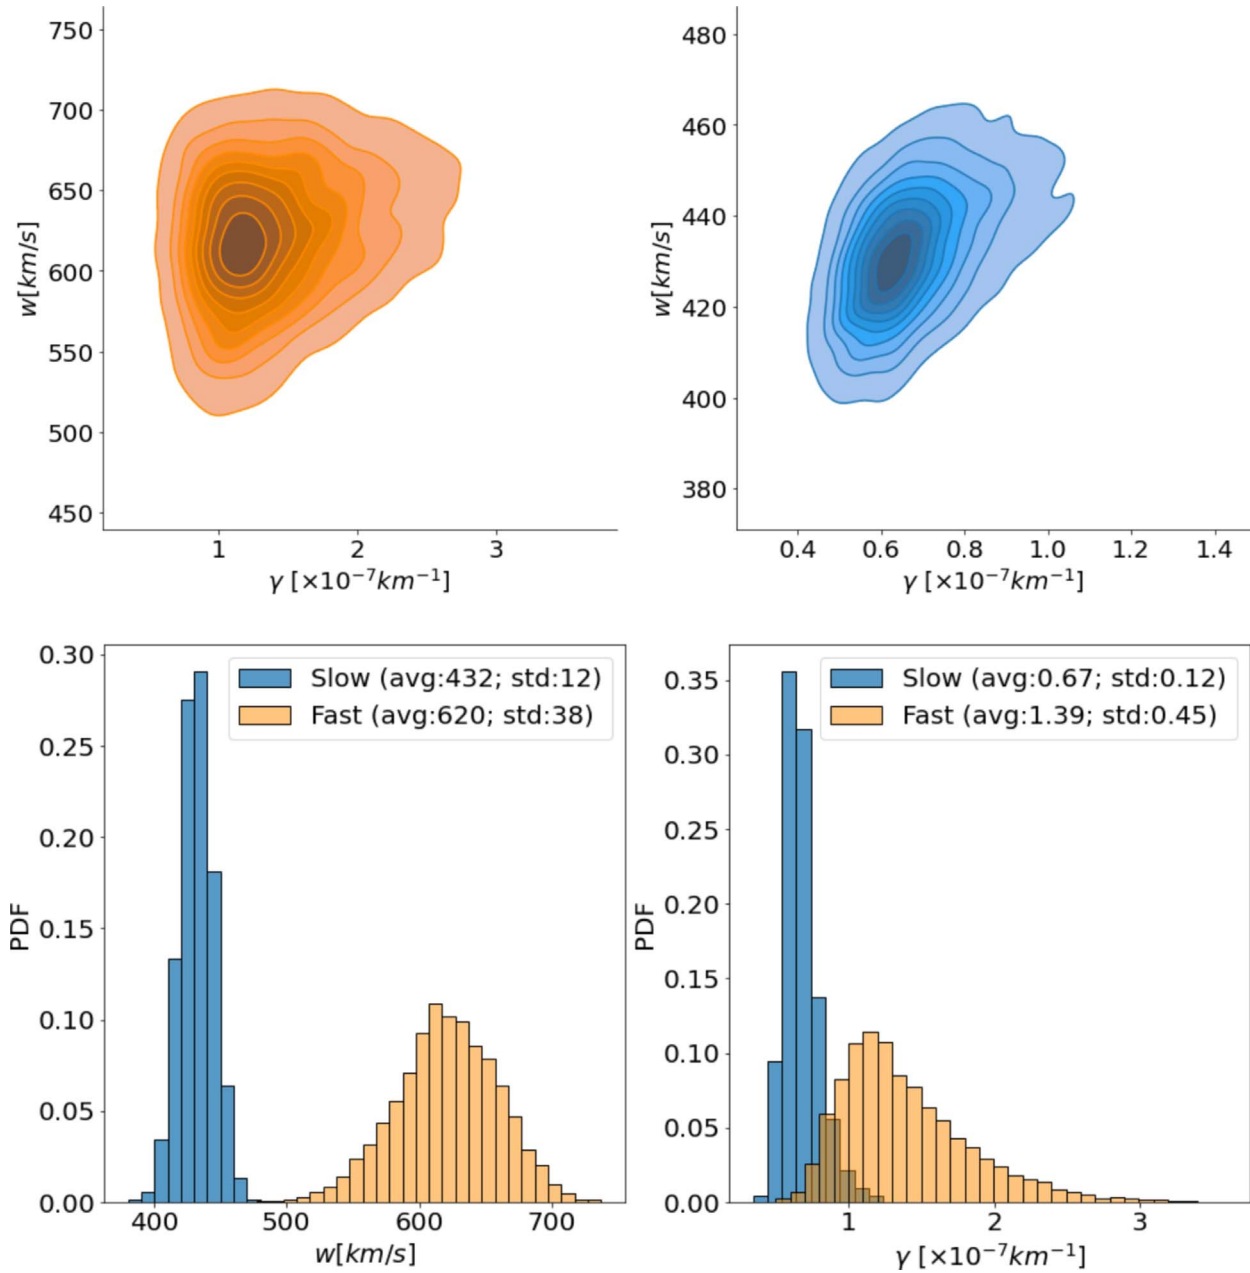 750
700
650
600
550
500
450
w[km/s]
1 2 3
γ [×10⁻⁷km⁻¹]
480
460
440
420
400
380
w[km/s]
0.4 0.6 0.8 1.0 1.2 1.4
γ [×10⁻⁷km⁻¹]
0.30
0.25
0.20
0.15
0.10
0.05
0.00
PDF
Slow (avg:432; std:12)
Fast (avg:620; std:38)
400 500 600 700
w[km/s]
0.35
0.30
0.25
0.20
0.15
0.10
0.05
0.00
PDF
Slow (avg:0.67; std:0.12)
Fast (avg:1.39; std:0.45)
1 2 3
γ [×10⁻⁷km⁻¹]